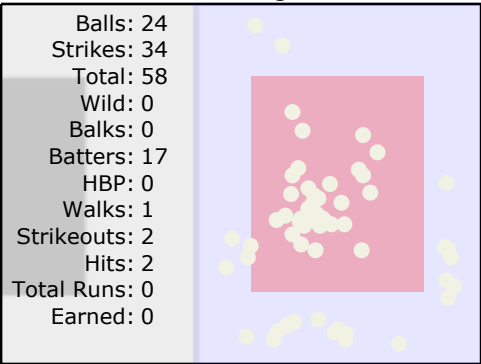 Balls: 24
Strikes: 34
Total: 58
Wild: 0
Balks: 0
Batters: 17
HBP: 0
Walks: 1
Strikeouts: 2
Hits: 2
Total Runs: 0
Earned: 0